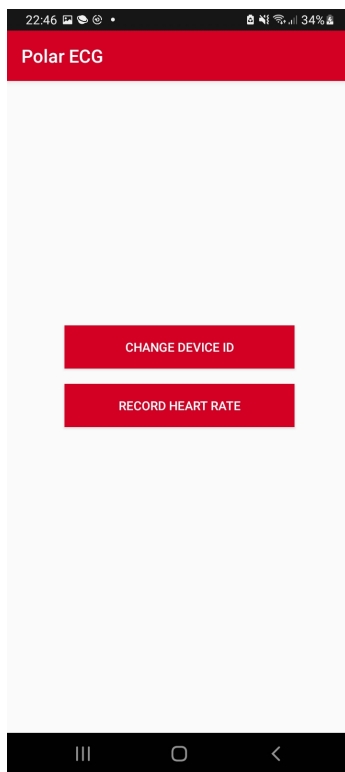 22:46 34%
Polar ECG
CHANGE DEVICE ID
RECORD HEART RATE